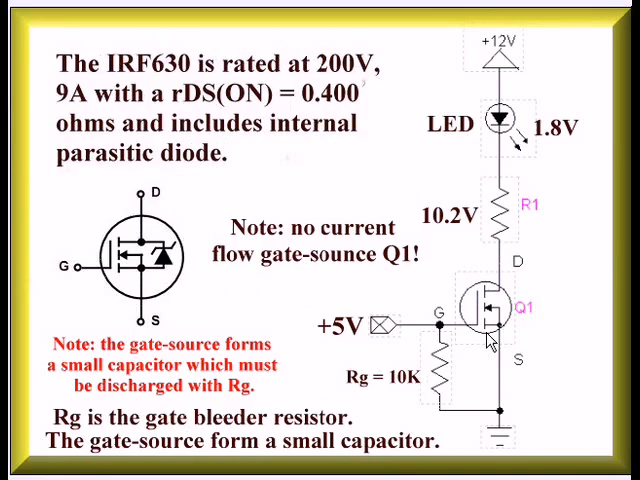 The IRF630 is rated at 200V,
9A with a rDS(ON) = 0.400
ohms and includes internal
parasitic diode.
+12V
LED
1.8V
10.2V
R1
D
G
S
Note: no current
flow gate-sounce Q1!
D
Q1
G
S
+5V
Rg = 10K
Note: the gate-source forms
a small capacitor which must
be discharged with Rg.
Rg is the gate bleeder resistor.
The gate-source form a small capacitor.